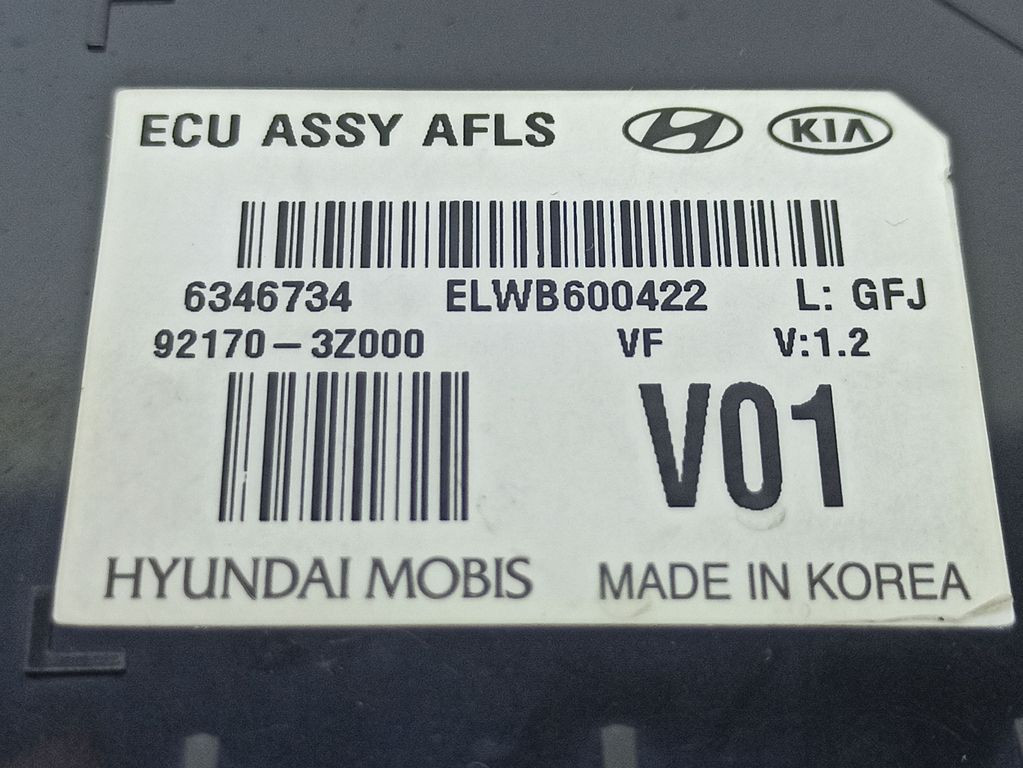 ECU ASSY AFLS KIA
6346734 ELWB600422 L: GFJ
92170-3Z000 VF V:1.2
V01
HYUNDAI MOBIS MADE IN KOREA